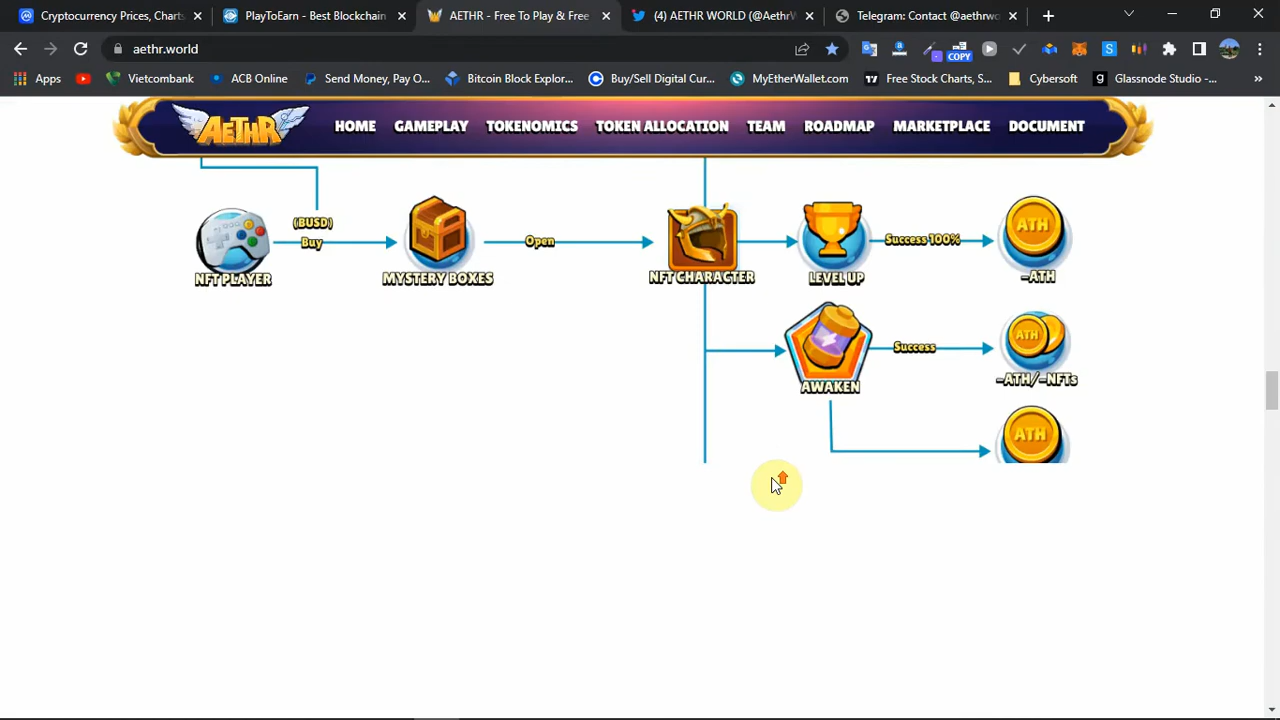 Cryptocurrency Prices, Charts
PlayToEarn - Best Blockchain
AETHR - Free To Play & Free
(4) AETHR WORLD (@AethrW
Telegram: Contact @aethrwo
aethr.world
COPY
Apps
Vietcombank
ACB Online
Send Money, Pay O...
Bitcoin Block Explor...
Buy/Sell Digital Cur...
MyEtherWallet.com
Free Stock Charts, S...
Cybersoft
Glassnode Studio -...
AETHR
HOME
GAMEPLAY
TOKENOMICS
TOKEN ALLOCATION
TEAM
ROADMAP
MARKETPLACE
DOCUMENT
(BUSD)
Buy
NFT PLAYER
MYSTERY BOXES
Open
NFT CHARACTER
LEVEL UP
Success 100%
ATH
-ATH
AWAKEN
Success
ATH
-ATH/-NFTs
ATH